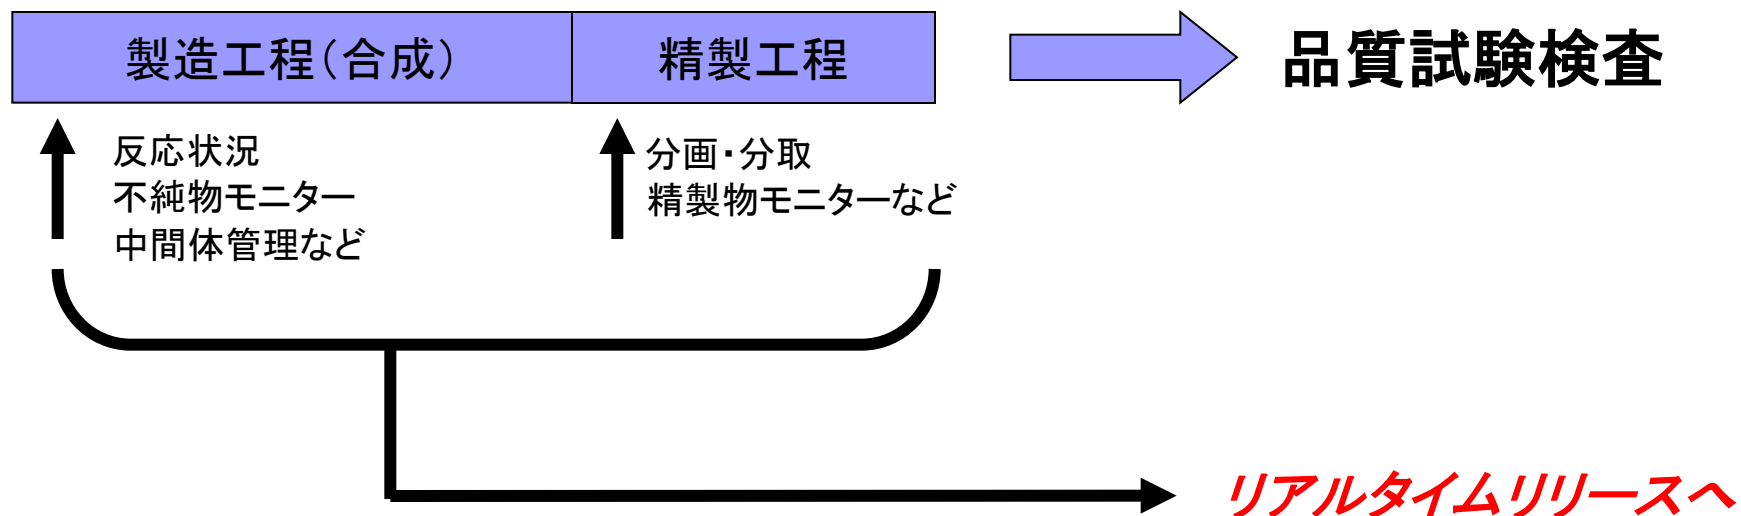 製造工程（合成）
精製工程
品質試験検査
反応状況
不純物モニター
中間体管理など
分画・分取
精製物モニターなど
リアルタイムリリースへ